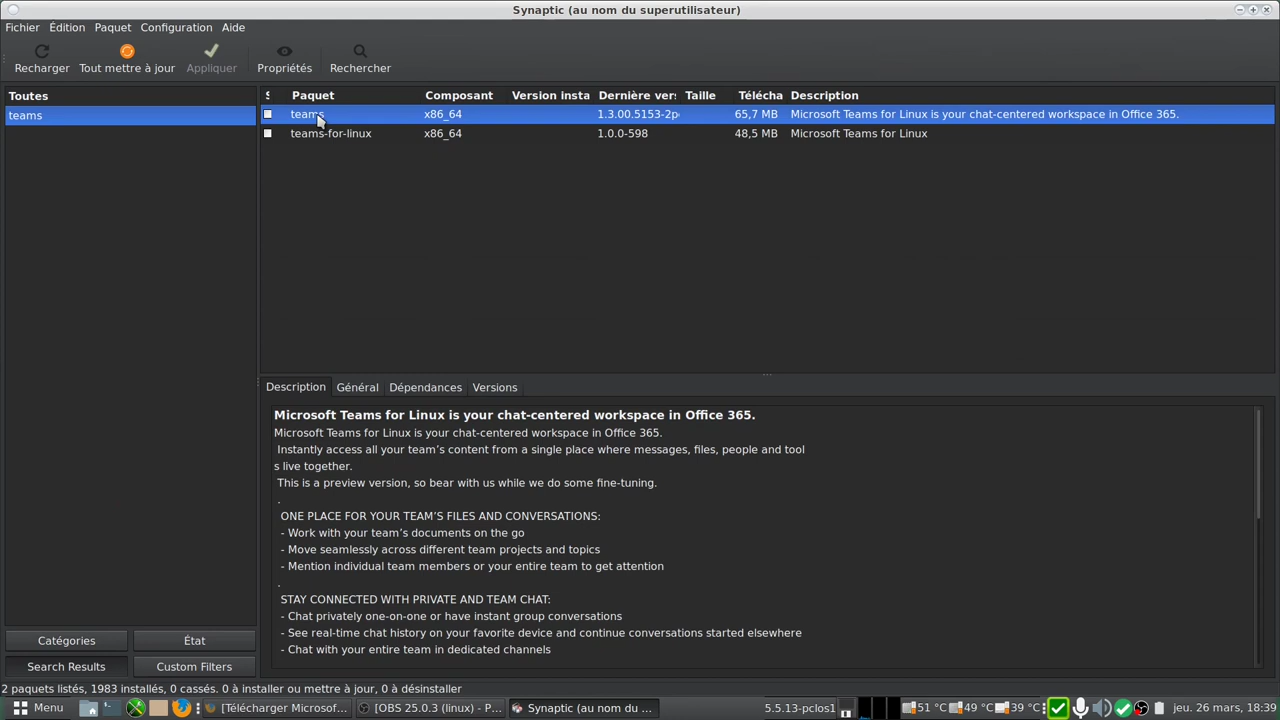 Synaptic (au nom du superutilisateur)
Fichier Édition Paquet Configuration Aide
Recharger Tout mettre à jour Appliquer Propriétés Rechercher
Toutes
teams
S Paquet Composant Version insta Dernière ver Taille Télécha Description
teams x86_64 1.3.00.5153-2p 65,7 MB Microsoft Teams for Linux is your chat-centered workspace in Office 365.
teams-for-linux x86_64 1.0.0-598 48,5 MB Microsoft Teams for Linux
Description Général Dépendances Versions
Microsoft Teams for Linux is your chat-centered workspace in Office 365.
Microsoft Teams for Linux is your chat-centered workspace in Office 365.
Instantly access all your team’s content from a single place where messages, files, people and tool
s live together.
This is a preview version, so bear with us while we do some fine-tuning.
.
ONE PLACE FOR YOUR TEAM’S FILES AND CONVERSATIONS:
- Work with your team’s documents on the go
- Move seamlessly across different team projects and topics
- Mention individual team members or your entire team to get attention
.
STAY CONNECTED WITH PRIVATE AND TEAM CHAT:
- Chat privately one-on-one or have instant group conversations
- See real-time chat history on your favorite device and continue conversations started elsewhere
- Chat with your entire team in dedicated channels
Catégories État
Search Results Custom Filters
2 paquets listés, 1983 installés, 0 cassés. 0 à installer ou mettre à jour, 0 à désinstaller
Menu [Télécharger Microsof... [OBS 25.0.3 (linux) - P... Synaptic (au nom du ... 5.5.13-pclos1 51 °C 49 °C 39 °C jeu. 26 mars, 18:39